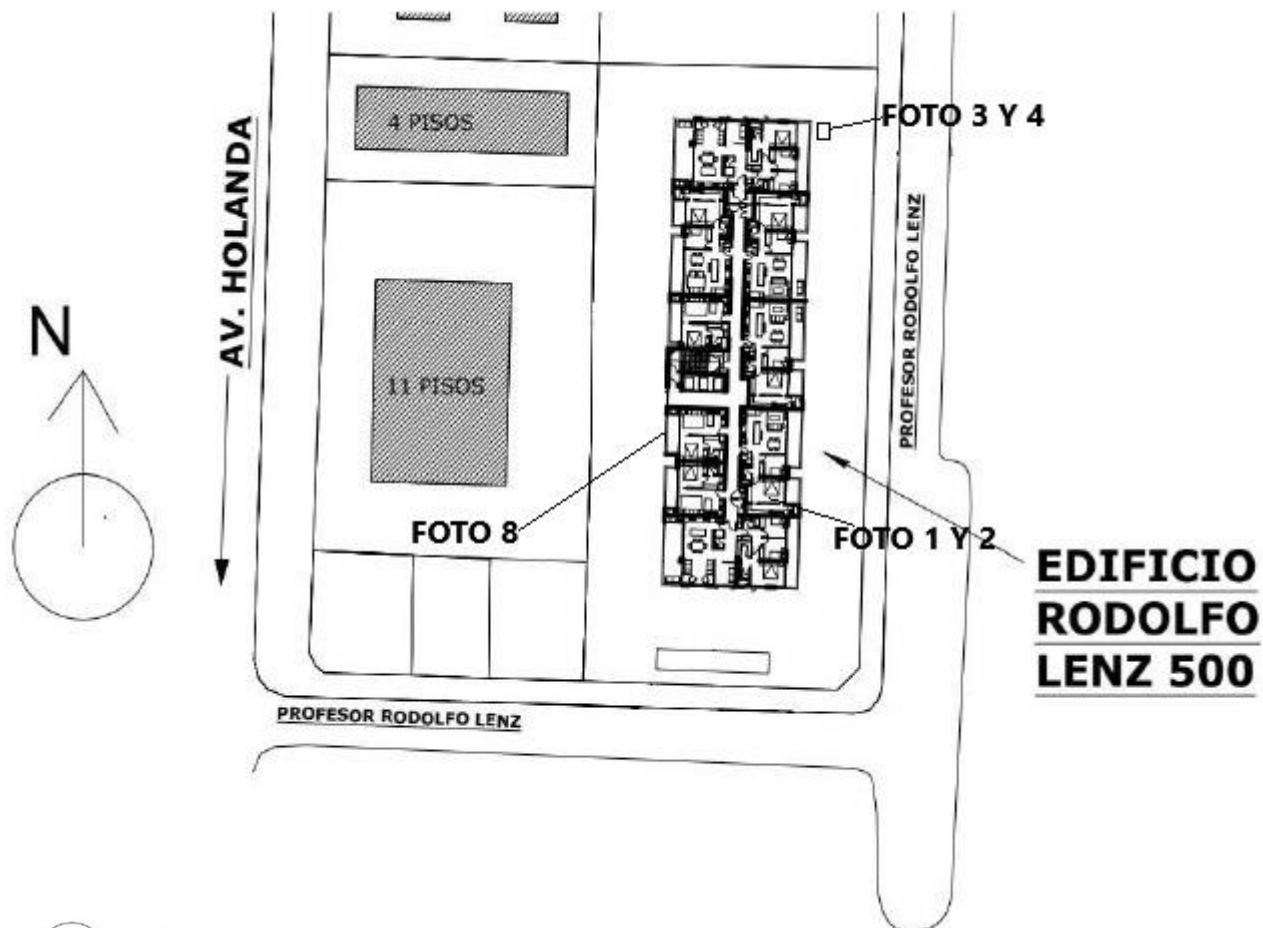 4 PISOS
FOTO 3 Y 4
AV. HOLANDA
PROFESOR RODOLFO LENZ
N
11 PISOS
FOTO 8
FOTO 1 Y 2
EDIFICIO
RODOLFO
LENZ 500
PROFESOR RODOLFO LENZ